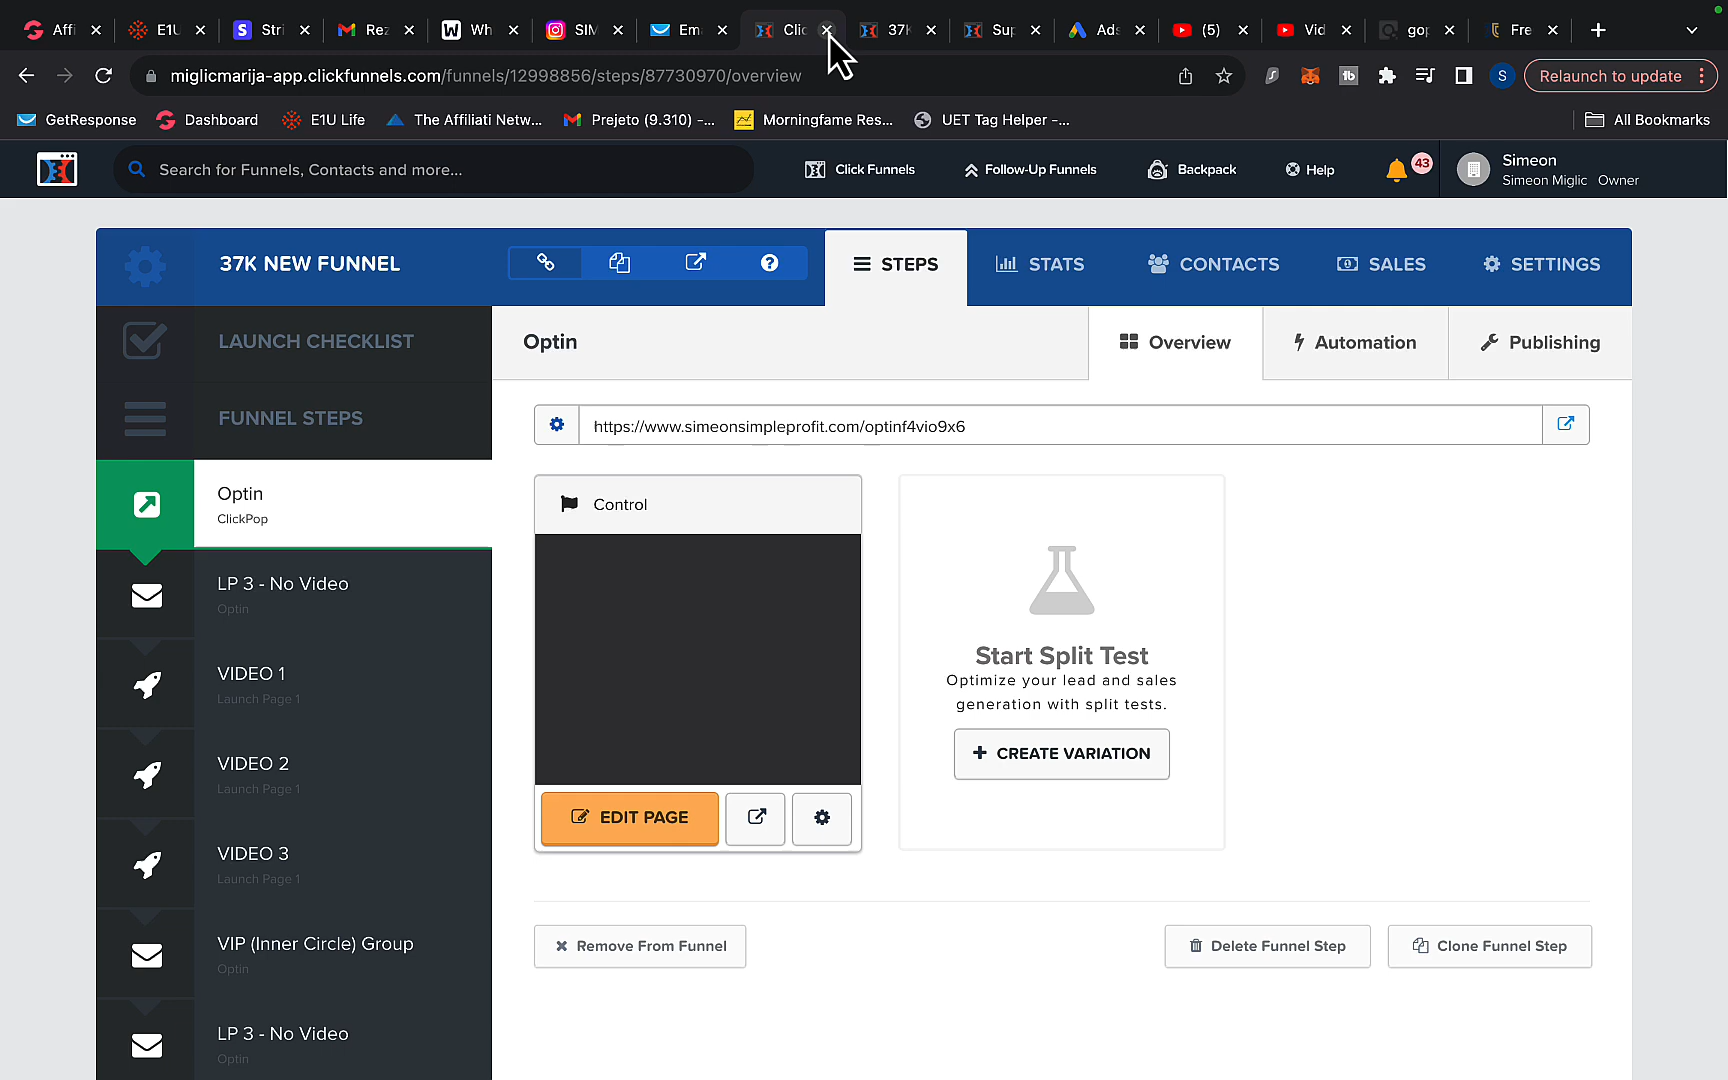 Affi
E1U
Stri
Rez
Wh
SIM
Em
Clic
37K
Sup
Ads
(5)
Vid
gop
Fre
miglicmarija-app.clickfunnels.com/funnels/12998856/steps/87730970/overview
S
Relaunch to update
GetResponse
Dashboard
E1U Life
The Affiliati Netw...
Prejeto (9.310) -...
Morningfame Res...
UET Tag Helper -...
All Bookmarks
Search for Funnels, Contacts and more...
Click Funnels
Follow-Up Funnels
Backpack
Help
43
Simeon
Simeon Miglic Owner
37K NEW FUNNEL
STEPS
STATS
CONTACTS
SALES
SETTINGS
LAUNCH CHECKLIST
Optin
Overview
Automation
Publishing
FUNNEL STEPS
https://www.simeonsimpleprofit.com/optinf4vio9x6
Optin
ClickPop
Control
LP 3 - No Video
Optin
VIDEO 1
Launch Page 1
Start Split Test
Optimize your lead and sales
generation with split tests.
CREATE VARIATION
VIDEO 2
Launch Page 1
EDIT PAGE
VIDEO 3
Launch Page 1
VIP (Inner Circle) Group
Optin
Remove From Funnel
Delete Funnel Step
Clone Funnel Step
LP 3 - No Video
Optin